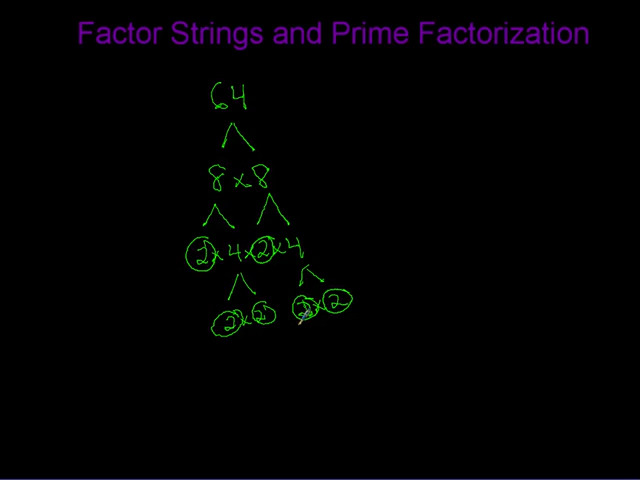 Factor Strings and Prime Factorization
64
8 x 8
2 x 4 x 2 x 4
2 x 2 2 x 2